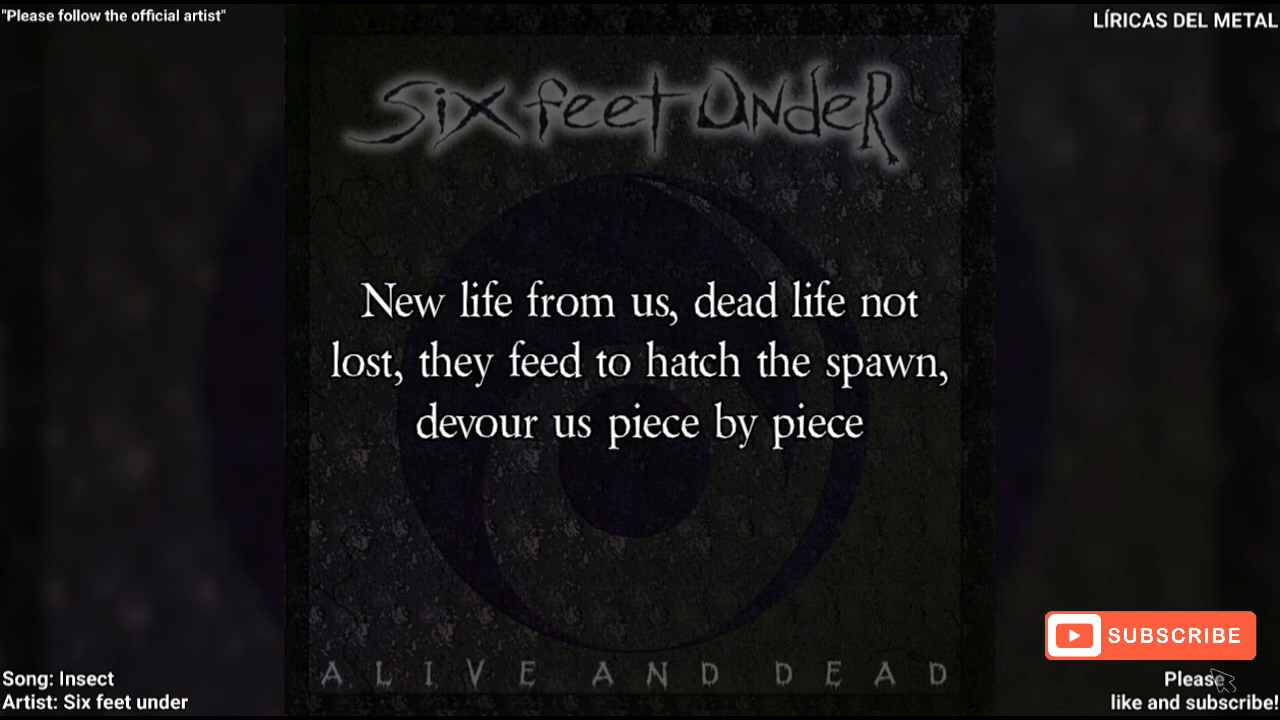 "Please follow the official artist"
LÍRICAS DEL METAL
Six feet Under
New life from us, dead life not
lost, they feed to hatch the spawn,
devour us piece by piece
SUBSCRIBE
ALIVE AND DEAD
Song: Insect
Artist: Six feet under
Please
like and subscribe!